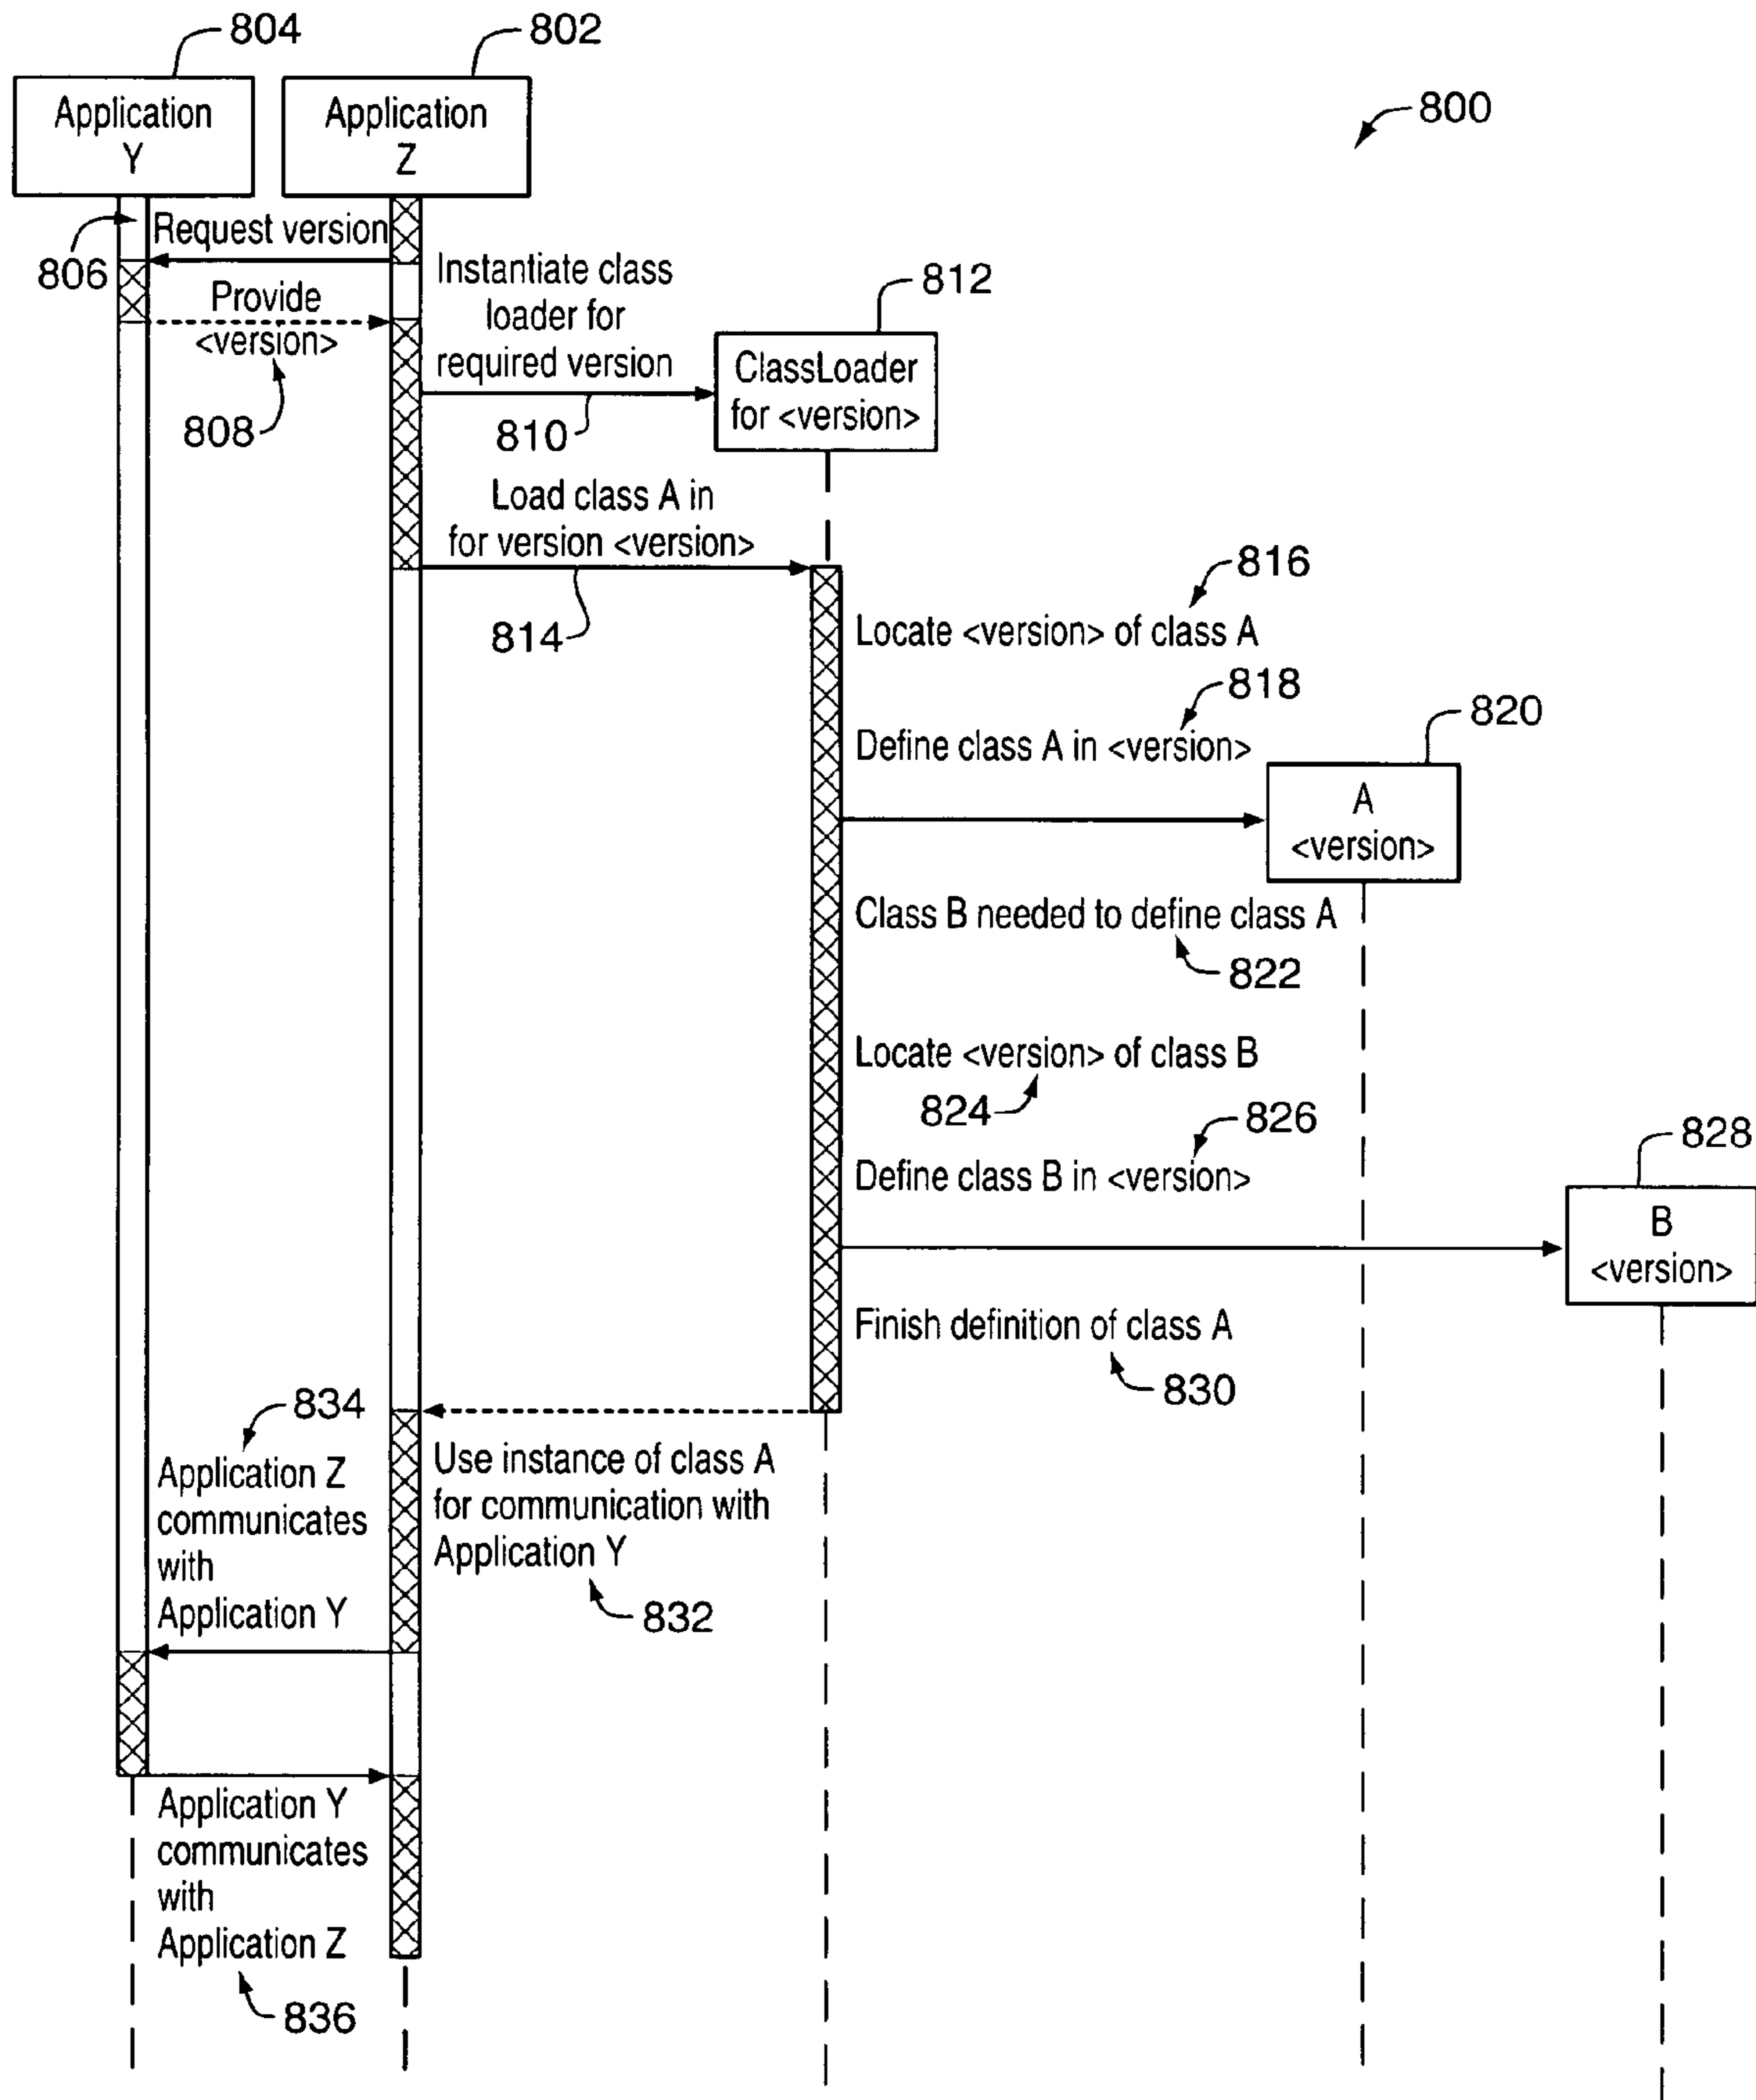 804
802
Application
Y
Application
Z
800
806
Request version
Provide
<version>
808
Instantiate class
loader for
required version
810
812
ClassLoader
for <version>
Load class A in
for version <version>
814
816
Locate <version> of class A
818
Define class A in <version>
820
A
<version>
Class B needed to define class A
822
Locate <version> of class B
824
826
Define class B in <version>
828
B
<version>
Finish definition of class A
830
834
Application Z
communicates
with
Application Y
Use instance of class A
for communication with
Application Y
832
Application Y
communicates
with
Application Z
836